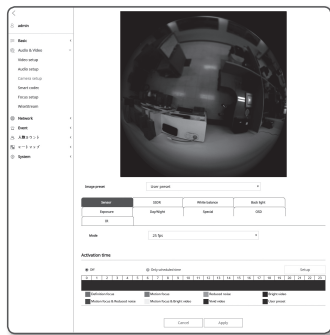 admin
Basic
Audio & Video
Video setup
Audio setup
Camera setup
Smart codec
Focus setup
WiseStream
Network
Event
人数カウント
ヒートマップ
System
Image preset
User preset
Sensor
SSDR
White balance
Back light
Exposure
Day/Night
Special
OSD
IR
Mode
25 fps
Activation time
Off
Only scheduled time
Set up
0 1 2 3 4 5 6 7 8 9 10 11 12 13 14 15 16 17 18 19 20 21 22 23
Definition focus
Motion focus
Reduced noise
Bright video
Motion focus & Reduced noise
Motion focus & Bright video
Vivid video
User preset
Cancel
Apply